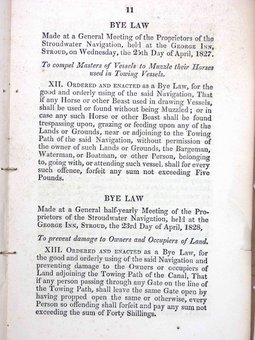 11
BYE LAW
Made at a General Meeting of the Proprietors of the
Stroudwater Navigation, held at the GEORGE INN,
STROUD, on Wednesday, the 25th Day of April, 1827.
To compel Masters of Vessels to Muzzle their Horses
used in Towing Vessels.
XII. ORDERED AND ENACTED as a Bye Law, for the
good and orderly using of the said Navigation, That
if any Horse or other Beast used in drawing Vessels,
shall be used or found without being Muzzled; or in
case any such Horse or other Beast shall be found
trespassing upon, grazing or feeding upon any of the
Lands or Grounds, near or adjoining to the Towing
Path of the said Navigation, without permission of
the owner of such Lands or Grounds, the Bargeman,
Waterman, or Boatman, or other Person, belonging
to, going with, or attending such vessel, shall for every
such offence, forfeit any sum not exceeding Five
Pounds.
BYE LAW
Made at a General half-yearly Meeting of the Pro-
prietors of the Stroudwater Navigation, held at the
GEORGE INN, STROUD, the 23rd Day of April, 1828,
To prevent damage to Owners and Occupiers of Land.
XIII. ORDERED AND ENACTED as a Bye Law, for
the good and orderly using of the said Navigation and
preventing damage to the Owners or occupiers of
Land adjoining the Towing Path of the Canal, That
if any person passing through any Gate on the line of
the Towing Path, shall leave the same Gate open by
having propped open the same or otherwise, every
Person so offending shall forfeit and pay any sum not
exceeding the sum of Forty Shillings.